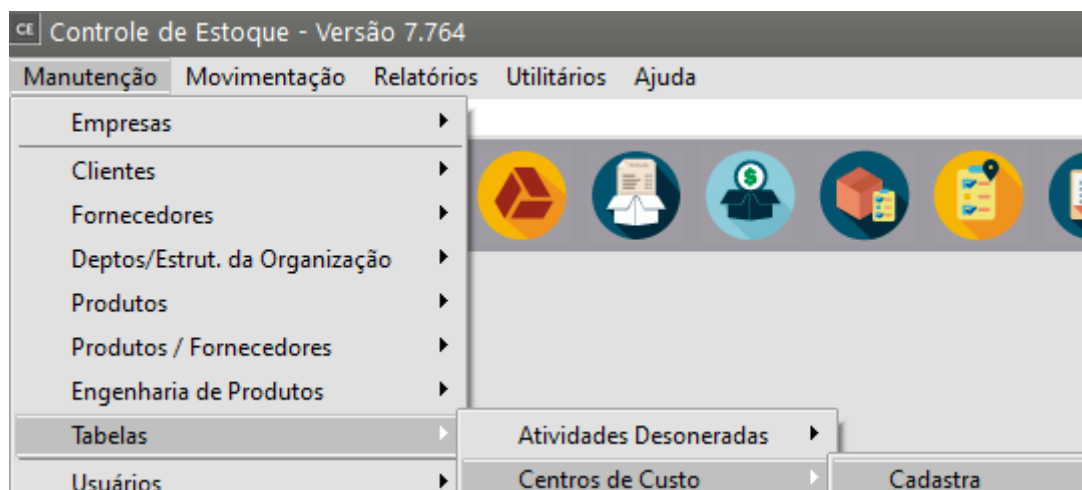 CE Controle de Estoque - Versão 7.764
Manutenção Movimentação Relatórios Utilitários Ajuda
Empresas
Clientes
Fornecedores
Deptos/Estrut. da Organização
Produtos
Produtos / Fornecedores
Engenharia de Produtos
Tabelas
Atividades Desoneradas
Usuários
Centros de Custo
Cadastra